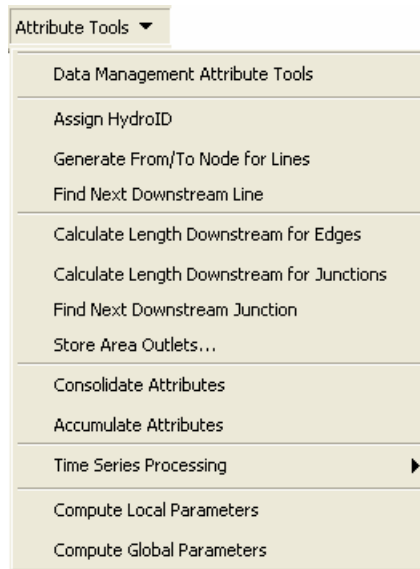 Attribute Tools
Data Management Attribute Tools
Assign HydroID
Generate From/To Node for Lines
Find Next Downstream Line
Calculate Length Downstream for Edges
Calculate Length Downstream for Junctions
Find Next Downstream Junction
Store Area Outlets...
Consolidate Attributes
Accumulate Attributes
Time Series Processing
Compute Local Parameters
Compute Global Parameters